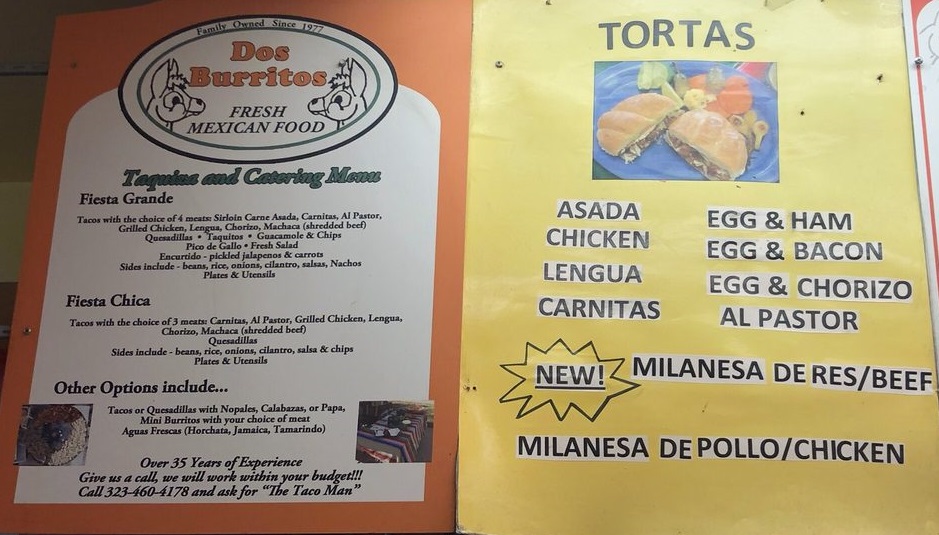 Family Owned Since 1977
Dos
Burritos
FRESH
MEXICAN FOOD
Taquiza and Catering Menu
Fiesta Grande
Tacos with the choice of 4 meats: Sirloin Carne Asada, Carnitas, Al Pastor,
Grilled Chicken, Lengua, Chorizo, Machaca (shredded beef)
Quesadillas • Taquitos • Guacamole & Chips
Pico de Gallo • Fresh Salad
Encurtido - pickled jalapenos & carrots
Sides include - beans, rice, onions, cilantro, salsas, Nachos
Plates & Utensils
Fiesta Chica
Tacos with the choice of 3 meats: Carnitas, Al Pastor, Grilled Chicken, Lengua,
Chorizo, Machaca (shredded beef)
Quesadillas
Sides include - beans, rice, onions, cilantro, salsa & chips
Plates & Utensils
Other Options include...
Tacos or Quesadillas with Nopales, Calabazas, or Papa,
Mini Burritos with your choice of meat
Aguas Frescas (Horchata, Jamaica, Tamarindo)
Over 35 Years of Experience
Give us a call, we will work within your budget!!!
Call 323-460-4178 and ask for "The Taco Man"
TORTAS
ASADA
CHICKEN
LENGUA
CARNITAS
EGG & HAM
EGG & BACON
EGG & CHORIZO
AL PASTOR
NEW! MILANESA DE RES/BEEF
MILANESA DE POLLO/CHICKEN